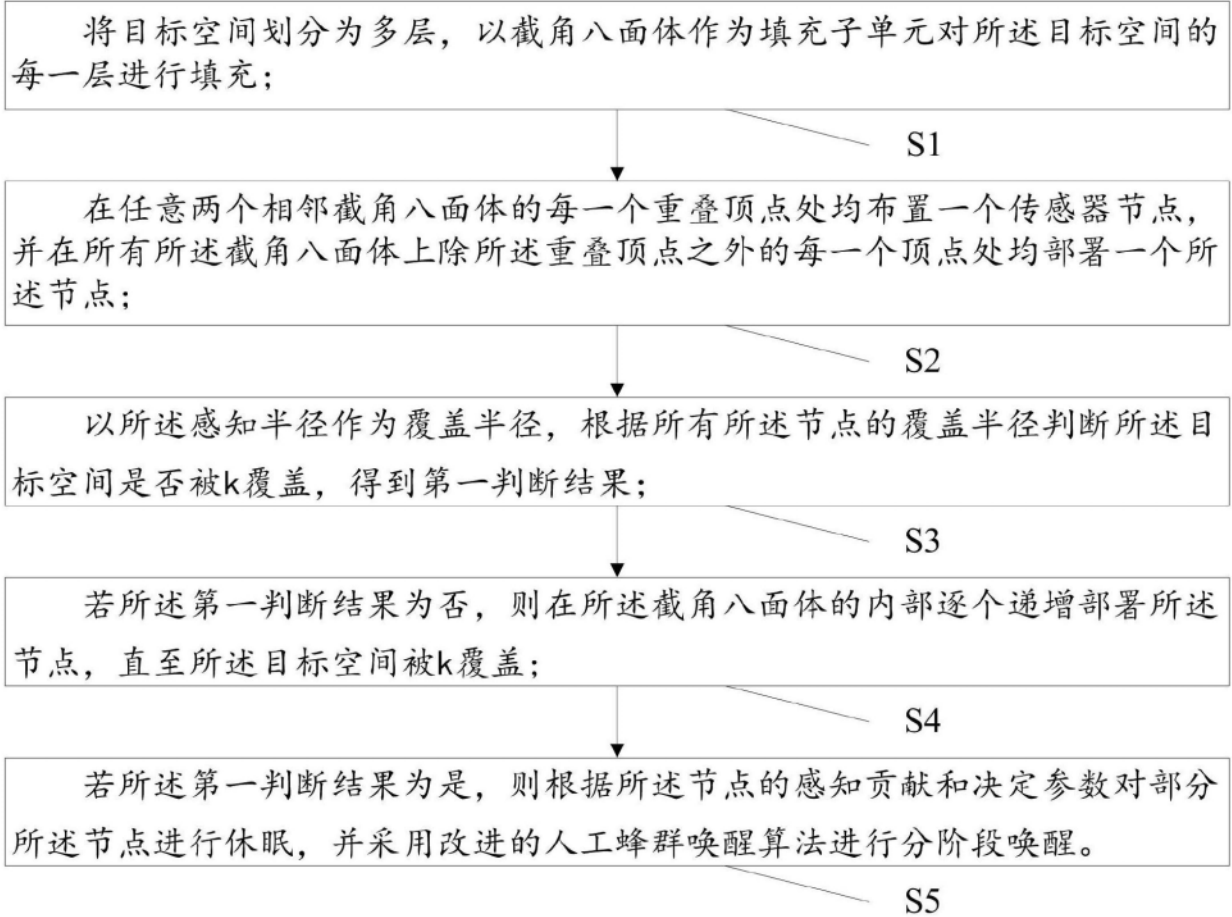 将目标空间划分为多层，以截角八面体作为填充子单元对所述目标空间的
每一层进行填充；
S1
在任意两个相邻截角八面体的每一个重叠顶点处均布置一个传感器节点，
并在所有所述截角八面体上除所述重叠顶点之外的每一个顶点处均部署一个所
述节点；
S2
以所述感知半径作为覆盖半径，根据所有所述节点的覆盖半径判断所述目
标空间是否被k覆盖，得到第一判断结果；
S3
若所述第一判断结果为否，则在所述截角八面体的内部逐个递增部署所述
节点，直至所述目标空间被k覆盖；
S4
若所述第一判断结果为是，则根据所述节点的感知贡献和决定参数对部分
所述节点进行休眠，并采用改进的人工蜂群唤醒算法进行分阶段唤醒。
S5